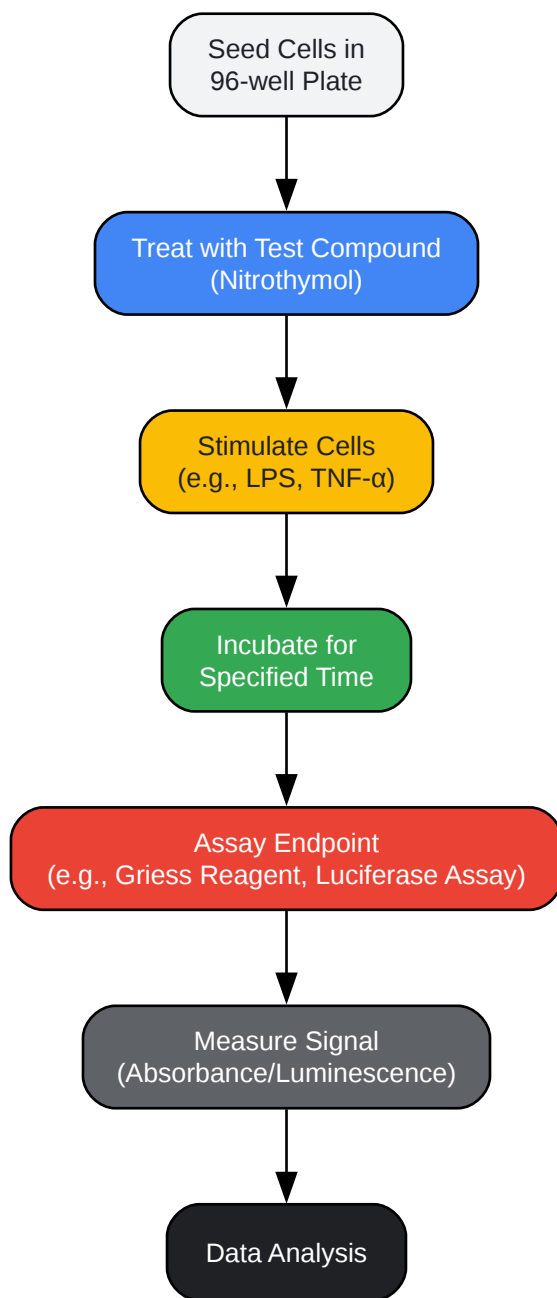 Seed Cells in
96-well Plate
Treat with Test Compound
(Nitrothymol)
Stimulate Cells
(e.g., LPS, TNF-α)
Incubate for
Specified Time
Assay Endpoint
(e.g., Griess Reagent, Luciferase Assay)
Measure Signal
(Absorbance/Luminescence)
Data Analysis